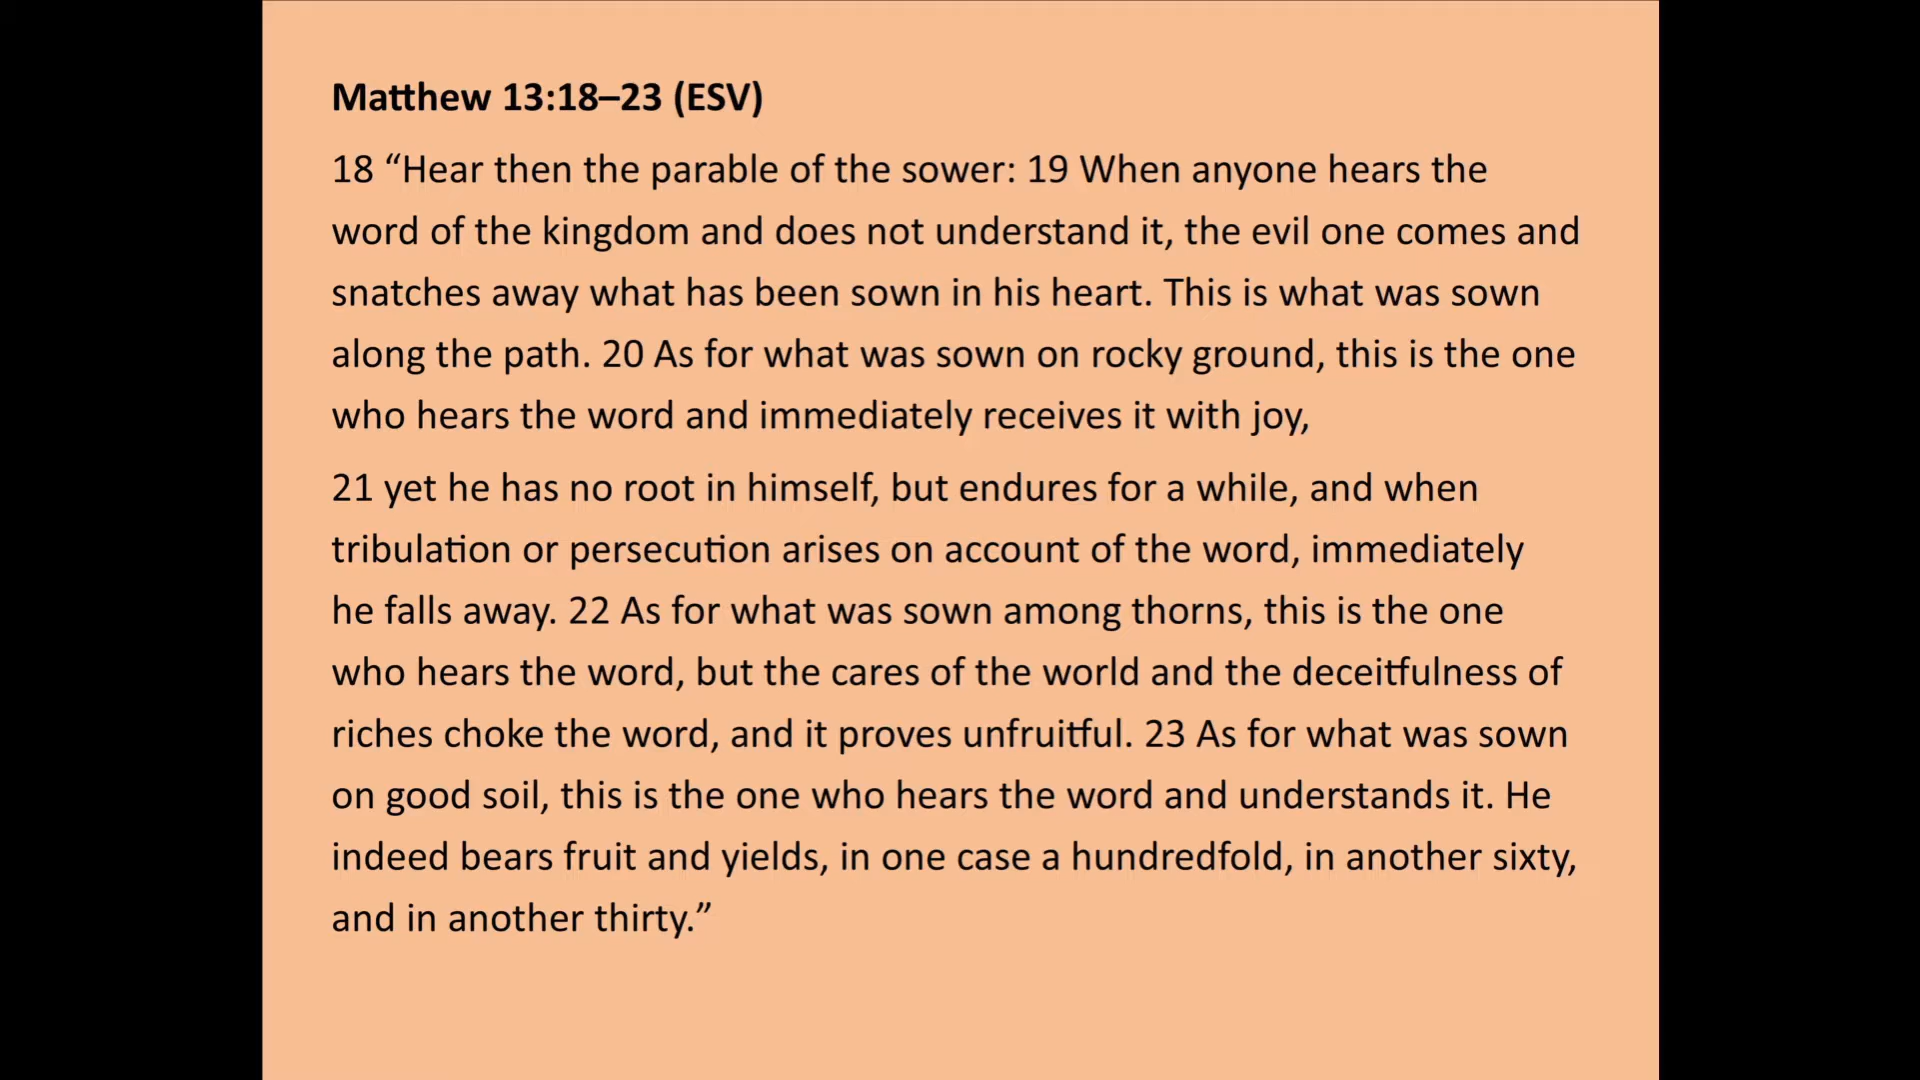 Matthew 13:18–23 (ESV)
18 “Hear then the parable of the sower: 19 When anyone hears the
word of the kingdom and does not understand it, the evil one comes and
snatches away what has been sown in his heart. This is what was sown
along the path. 20 As for what was sown on rocky ground, this is the one
who hears the word and immediately receives it with joy,
21 yet he has no root in himself, but endures for a while, and when
tribulation or persecution arises on account of the word, immediately
he falls away. 22 As for what was sown among thorns, this is the one
who hears the word, but the cares of the world and the deceitfulness of
riches choke the word, and it proves unfruitful. 23 As for what was sown
on good soil, this is the one who hears the word and understands it. He
indeed bears fruit and yields, in one case a hundredfold, in another sixty,
and in another thirty.”